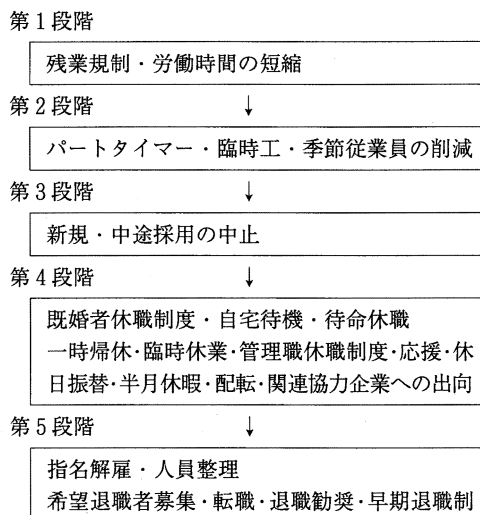 第1段階
残業規制・労働時間の短縮
第2段階
↓
パートタイマー・臨時工・季節従業員の削減
第3段階
↓
新規・中途採用の中止
第4段階
↓
既婚者休職制度・自宅待機・待命休職
一時帰休・臨時休業・管理職休職制度・応援・休
日振替・半月休暇・配転・関連協力企業への出向
第5段階
↓
指名解雇・人員整理
希望退職者募集・転職・退職勧奨・早期退職制